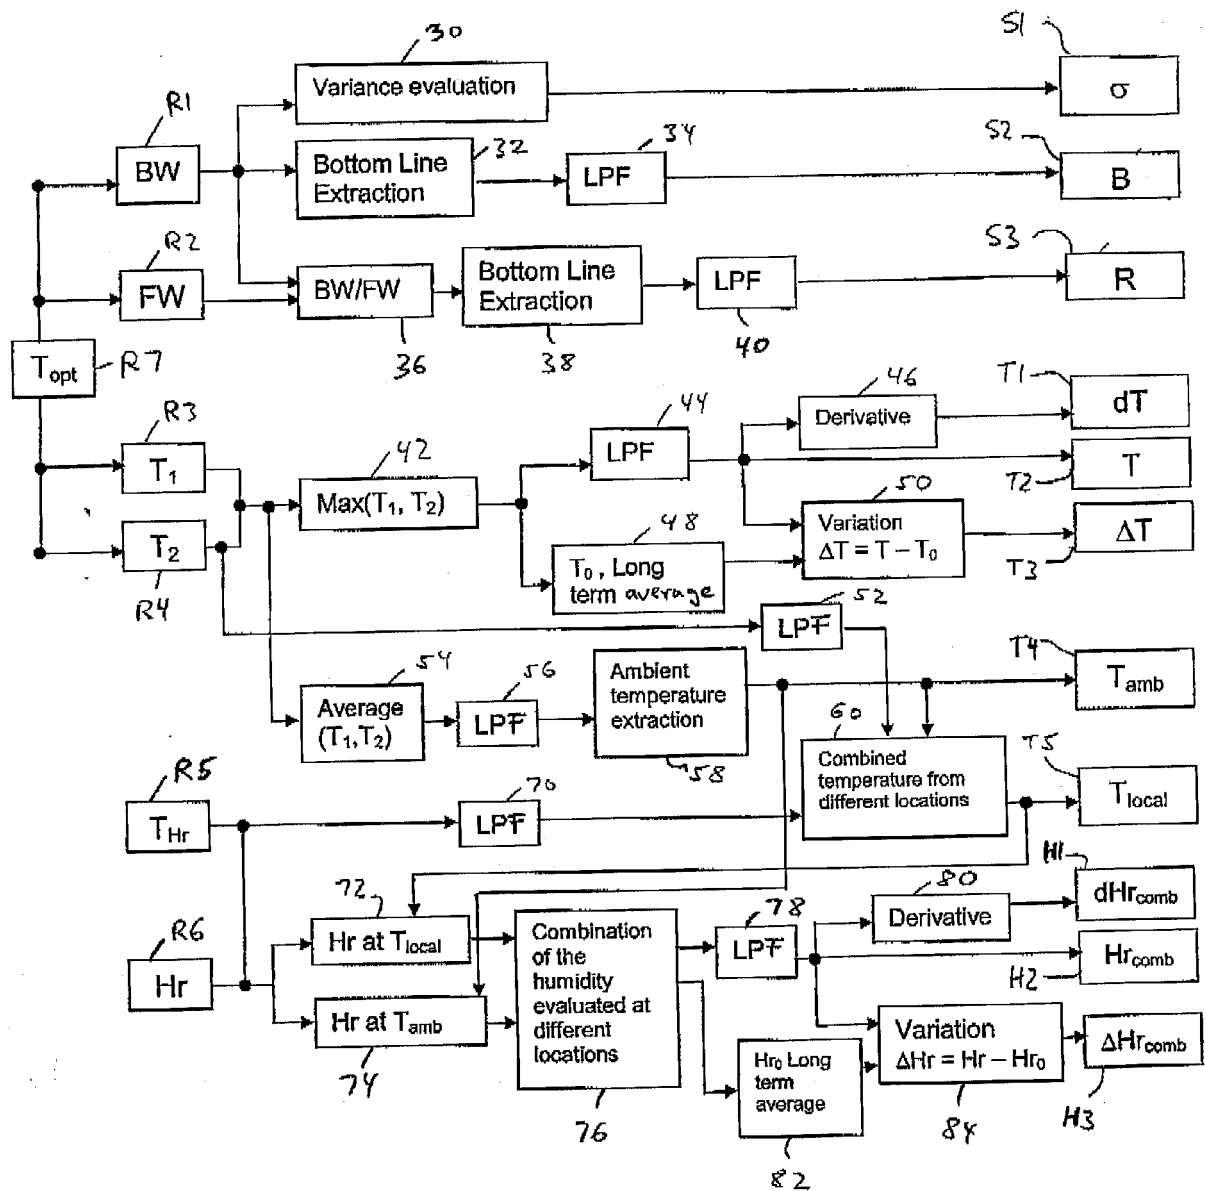 30
S1
Variance evaluation
σ
R1
BW
32
Bottom Line
Extraction
34
LPF
S2
B
R2
FW
BW/FW
36
Bottom Line
Extraction
38
LPF
40
S3
R
Topt
R7
R3
T1
42
Max(T1, T2)
44
LPF
46
Derivative
T1
dT
T
T2
R4
T2
48
T0, Long
term average
50
Variation
ΔT = T – T0
ΔT
T3
52
LPF
54
Average
(T1,T2)
56
LPF
Ambient
temperature
extraction
58
T4
Tamb
60
Combined
temperature from
different locations
T5
Tlocal
R5
THr
70
LPF
72
Hr at Tlocal
R6
Hr
Hr at Tamb
74
Combination
of the
humidity
evaluated at
different
locations
76
78
LPF
80
Derivative
H1
dHrcomb
Hrcomb
H2
Hr0 Long
term
average
82
Variation
ΔHr = Hr – Hr0
84
ΔHrcomb
H3